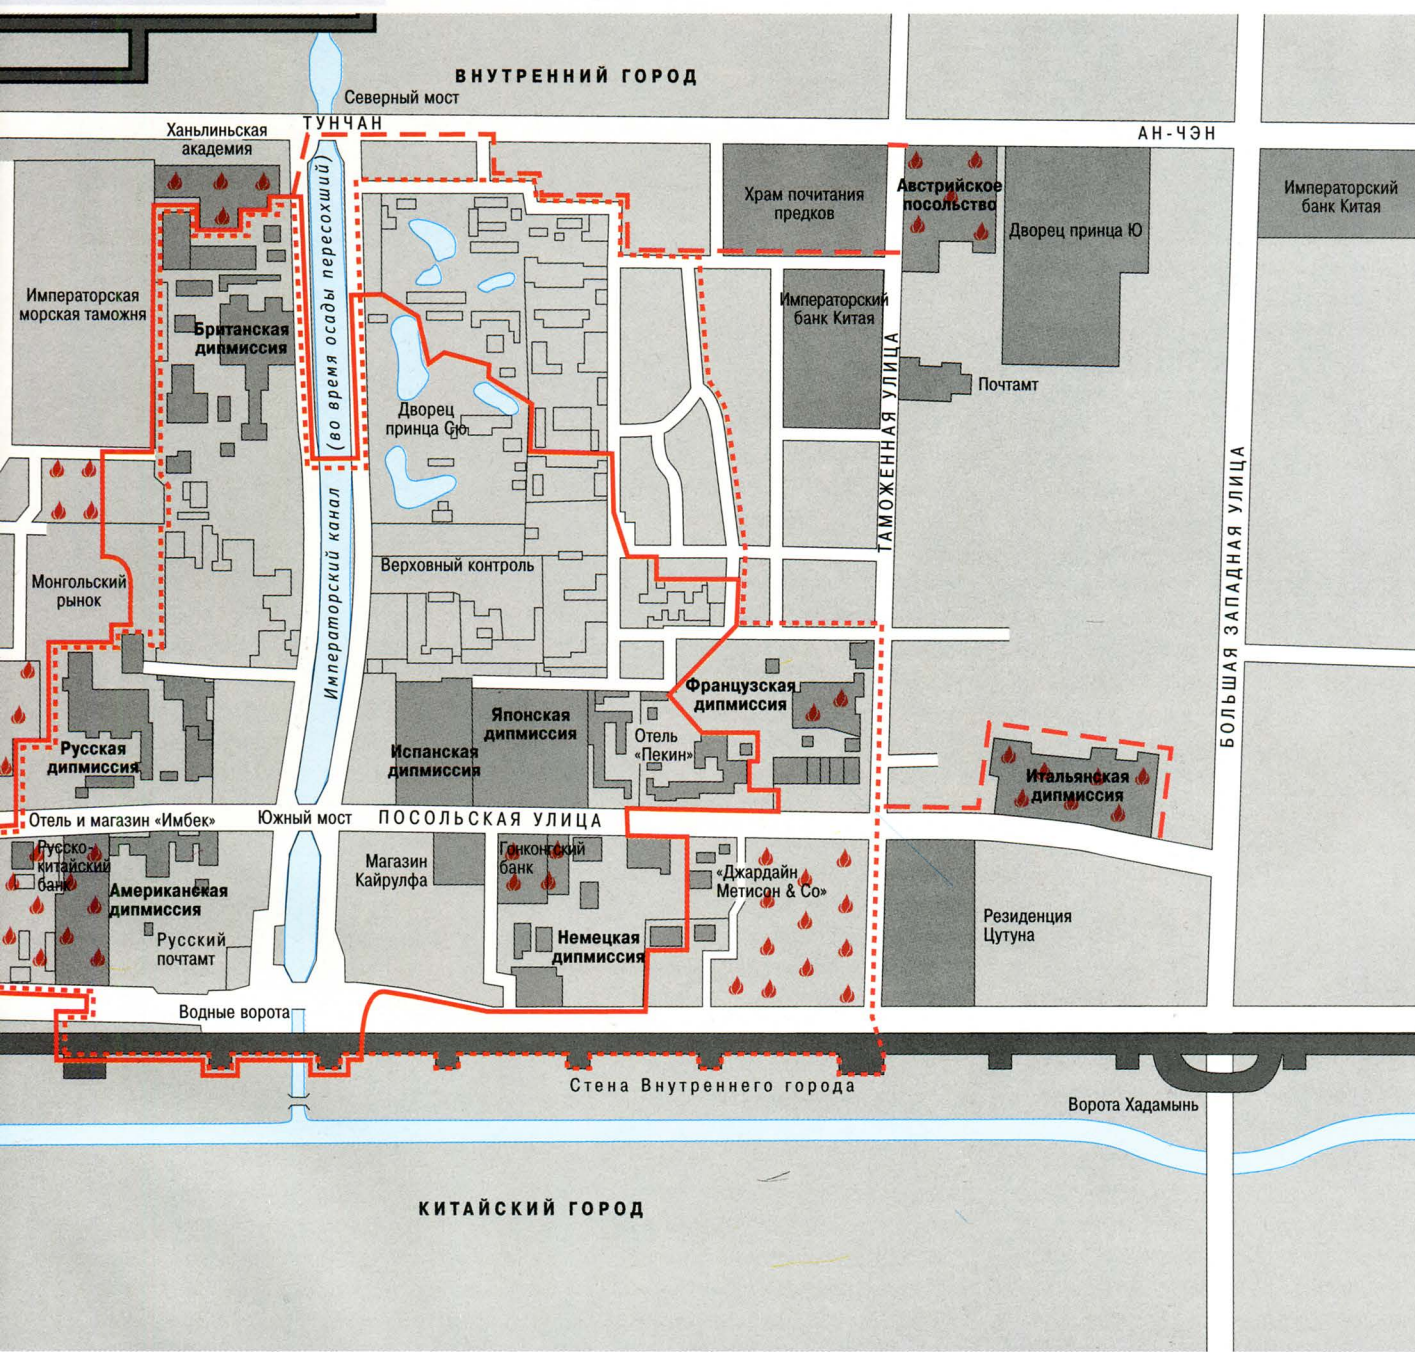 ВНУТРЕННИЙ ГОРОД
Северный мост
ТУНЧАН
АН-ЧЭН
Ханьлиньская
академия
Храм почитания
предков
Австрийское
посольство
Дворец принца Ю
Императорский
банк Китая
Императорская
морская таможня
Британская
дипмиссия
(во время осады пересохший)
Императорский канал
Императорский
банк Китая
ТАМОЖЕННАЯ УЛИЦА
Почтамт
Дворец
принца Сю
БОЛЬШАЯ ЗАПАДНАЯ УЛИЦА
Монгольский
рынок
Верховный контроль
Русская
дипмиссия
Испанская
дипмиссия
Японская
дипмиссия
Отель
«Пекин»
Французская
дипмиссия
Итальянская
дипмиссия
Отель и магазин «Имбек»
Южный мост
ПОСОЛЬСКАЯ УЛИЦА
Русско-
китайский
банк
Американская
дипмиссия
Русский
почтамт
Магазин
Кайрулфа
Гонконгский
банк
Немецкая
дипмиссия
«Джардайн
Метисон & Со»
Резиденция
Цутуна
Водные ворота
Стена Внутреннего города
Ворота Хадамынь
КИТАЙСКИЙ ГОРОД